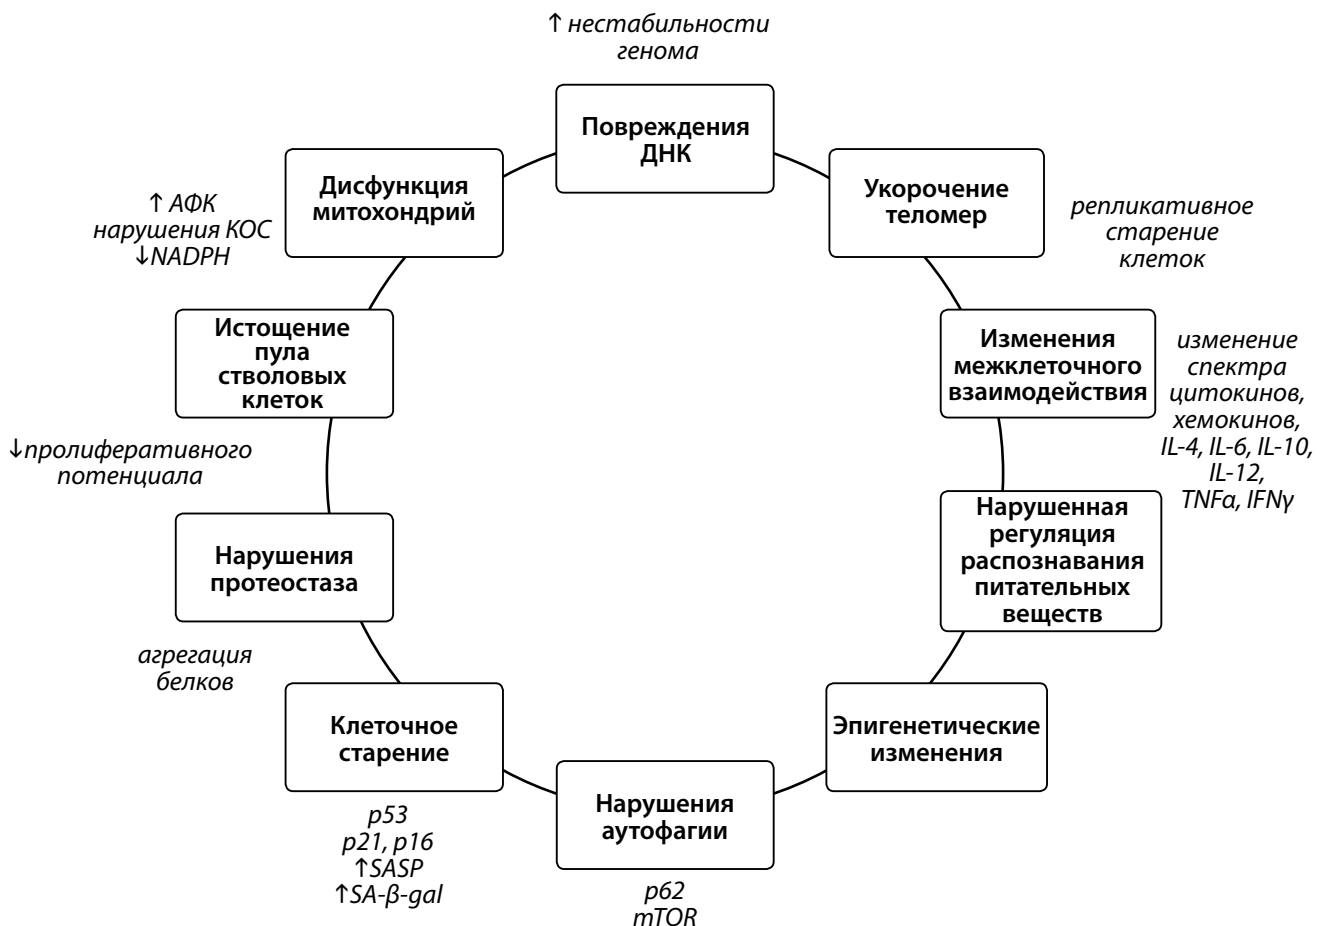 ↑ нестабильности
генома
Повреждения
ДНК
Дисфункция
митохондрий
↑ АФК
нарушения КОС
↓NADPH
Укорочение
теломер
репликативное
старение
клеток
Истощение
пула
стволовых
клеток
Изменения
межклеточного
взаимодействия
изменение
спектра
цитокинов,
хемокинов,
IL-4, IL-6, IL-10,
IL-12,
TNFα, IFNγ
↓пролиферативного
потенциала
Нарушения
протеостаза
Нарушенная
регуляция
распознавания
питательных
веществ
агрегация
белков
Клеточное
старение
Эпигенетические
изменения
p53
p21, p16
↑SASP
↑SA-β-gal
Нарушения
аутофагии
p62
mTOR